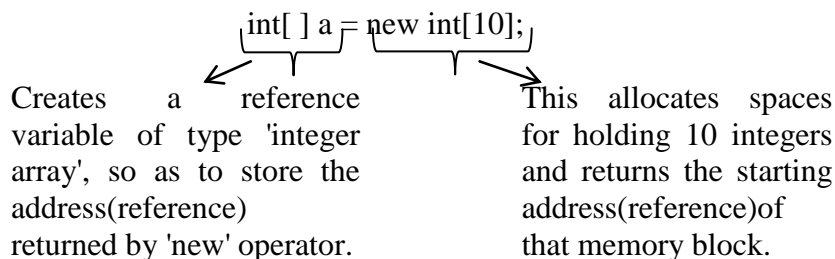 int[ ] a = new int[10];
Creates a reference
variable of type 'integer
array', so as to store the
address(reference)
returned by 'new' operator.
This allocates spaces
for holding 10 integers
and returns the starting
address(reference)of
that memory block.